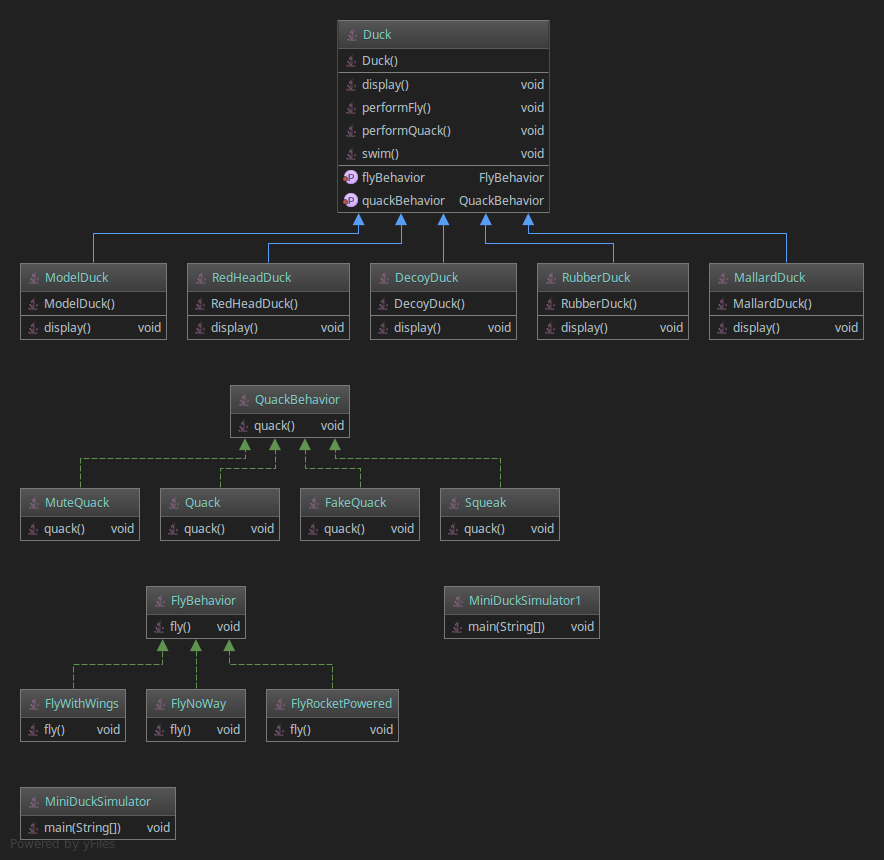 Duck
Duck()
display() void
performFly() void
performQuack() void
swim() void
P flyBehavior FlyBehavior
P quackBehavior QuackBehavior
ModelDuck RedHeadDuck DecoyDuck RubberDuck MallardDuck
ModelDuck() RedHeadDuck() DecoyDuck() RubberDuck() MallardDuck()
display() void display() void display() void display() void display() void
QuackBehavior
quack() void
MuteQuack Quack FakeQuack Squeak
quack() void quack() void quack() void quack() void
FlyBehavior MiniDuckSimulator1
fly() void main(String[]) void
FlyWithWings FlyNoWay FlyRocketPowered
fly() void fly() void fly() void
MiniDuckSimulator
main(String[]) void
Powered by yFiles